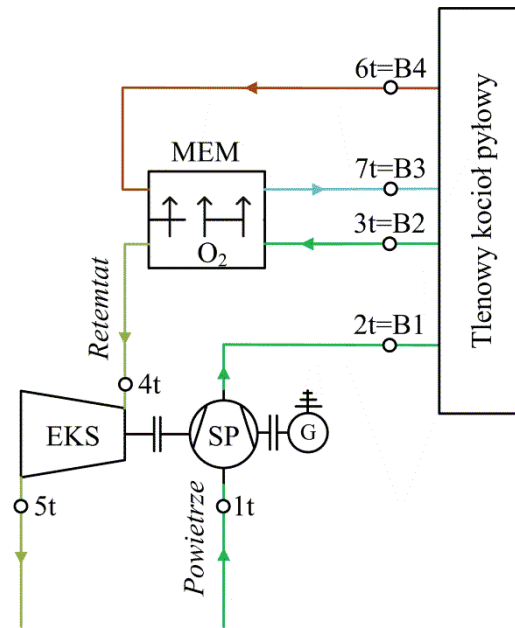 6t=B4
MEM
7t=B3
3t=B2
O₂
Tlenowy kocioł pyłowy
2t=B1
Retemtat
4t
EKS
SP
G
5t
Powietrze
1t